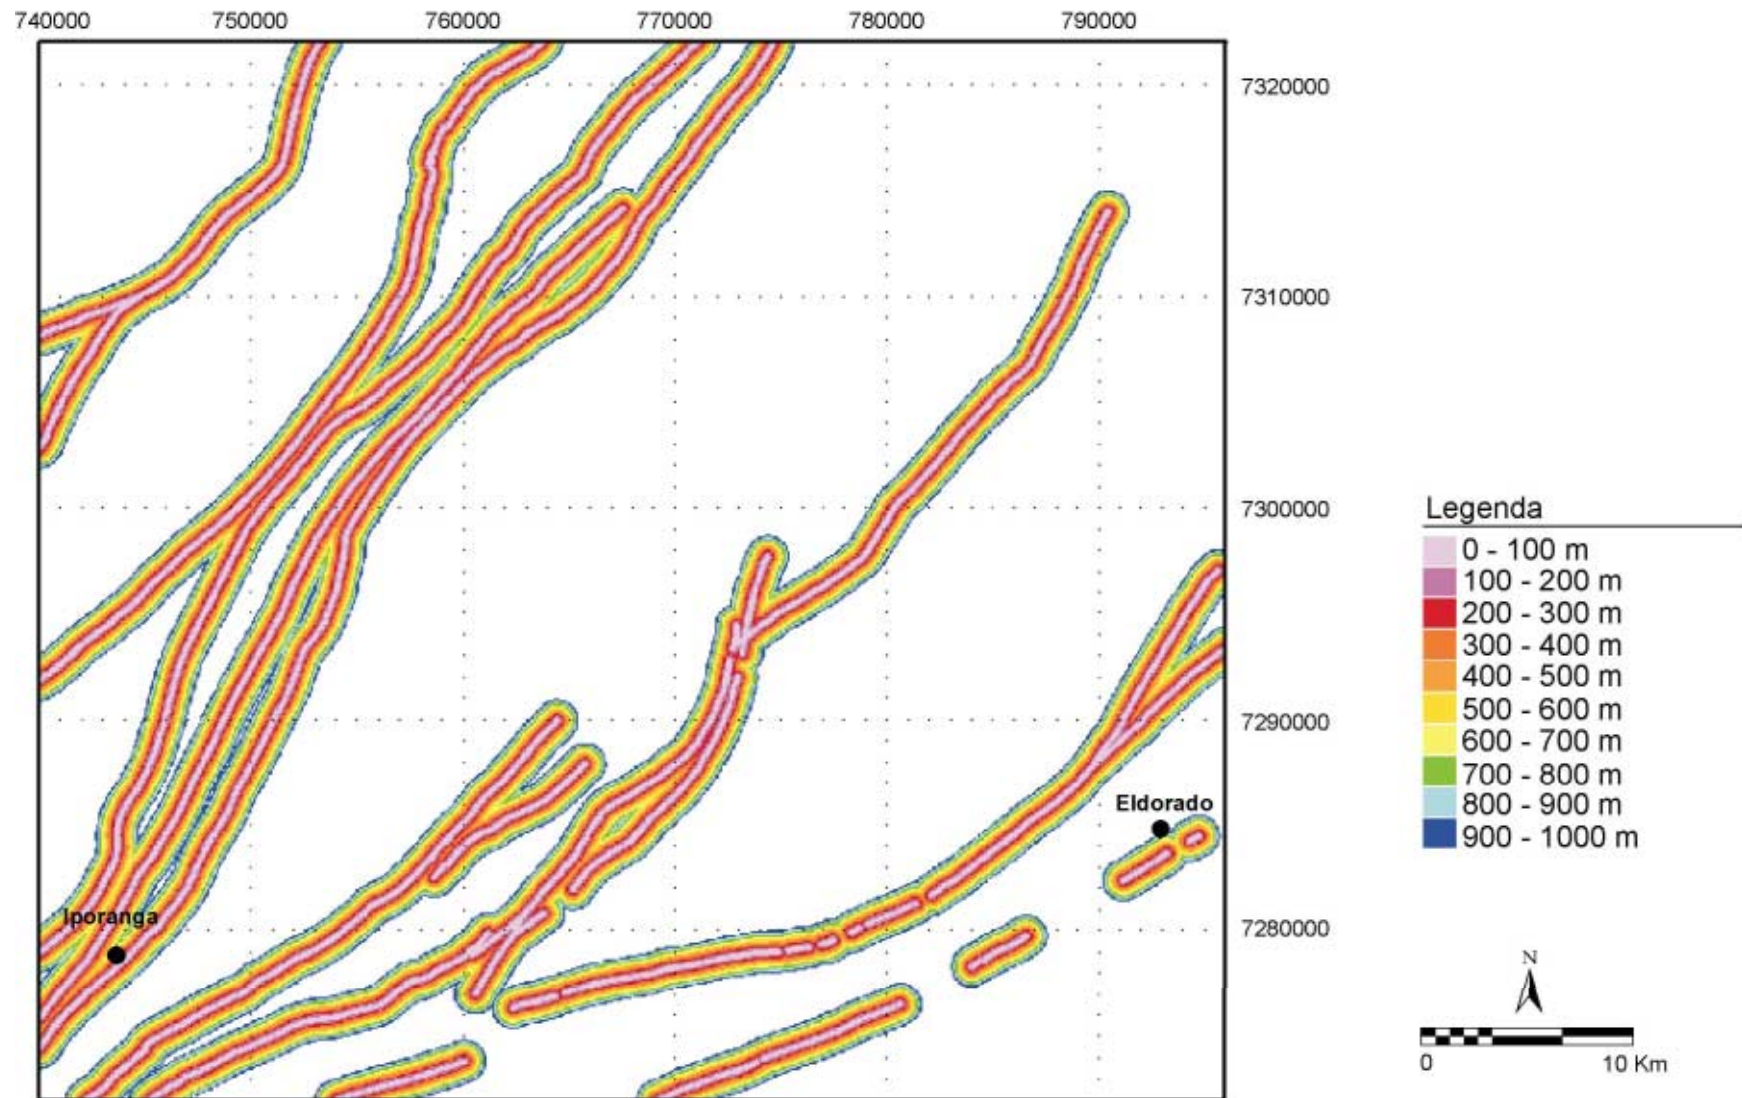 740000 750000 760000 770000 780000 790000
7320000
7310000
7300000
Legenda
0 - 100 m
100 - 200 m
200 - 300 m
300 - 400 m
400 - 500 m
500 - 600 m
600 - 700 m
700 - 800 m
800 - 900 m
900 - 1000 m
7290000
Eldorado
Iporanga
7280000
N
0 10 Km